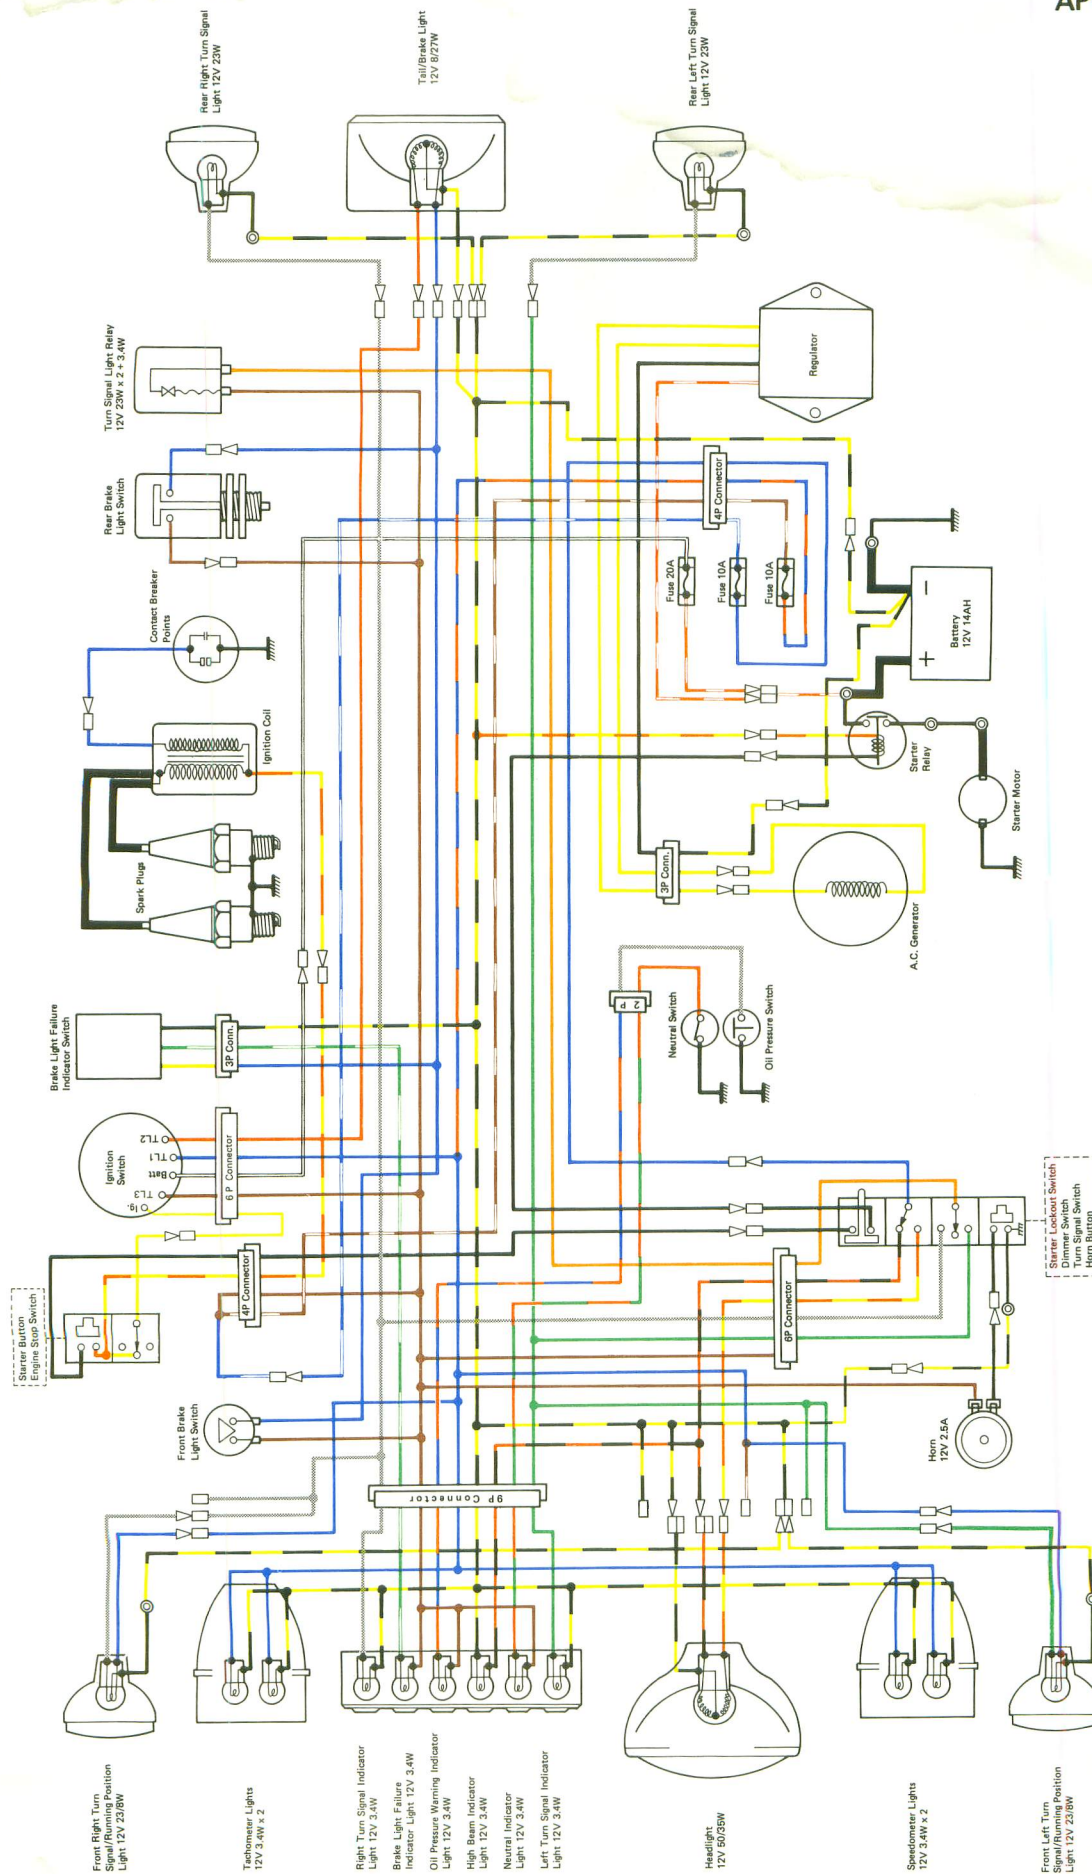 AP
Rear Right Turn Signal
Light 12V 23W
Tail/Brake Light
12V 8/27W
Rear Left Turn Signal
Light 12V 23W
Turn Signal Light Relay
12V 23W x 2 + 3.4W
Regulator
Rear Brake
Light Switch
4P Connector
Contact Breaker
Points
Fuse 20A
Fuse 10A
Fuse 10A
Battery
12V 14AH
+
−
Ignition Coil
Starter
Relay
Starter Motor
Spark Plugs
3P Conn.
A.C. Generator
Brake Light Failure
Indicator Switch
3P Conn.
2 P
Neutral Switch
Oil Pressure Switch
Ignition
Switch
TL2
TL1
Batt
TL3
Ig.
6 P Connector
Starter Button
Engine Stop Switch
4P Connector
6P Connector
Starter Lockout Switch
Dimmer Switch
Turn Signal Switch
Horn Button
Front Brake
Light Switch
Horn
12V 2.5A
9P Connector
Front Right Turn
Signal/Running Position
Light 12V 23/8W
Tachometer Lights
12V 3.4W x 2
Right Turn Signal Indicator
Light 12V 3.4W
Brake Light Failure
Indicator Light 12V 3.4W
Oil Pressure Warning Indicator
Light 12V 3.4W
High Beam Indicator
Light 12V 3.4W
Neutral Indicator
Light 12V 3.4W
Left Turn Signal Indicator
Light 12V 3.4W
Headlight
12V 50/35W
Speedometer Lights
12V 3.4W x 2
Front Left Turn
Signal/Running Position
Light 12V 23/8W